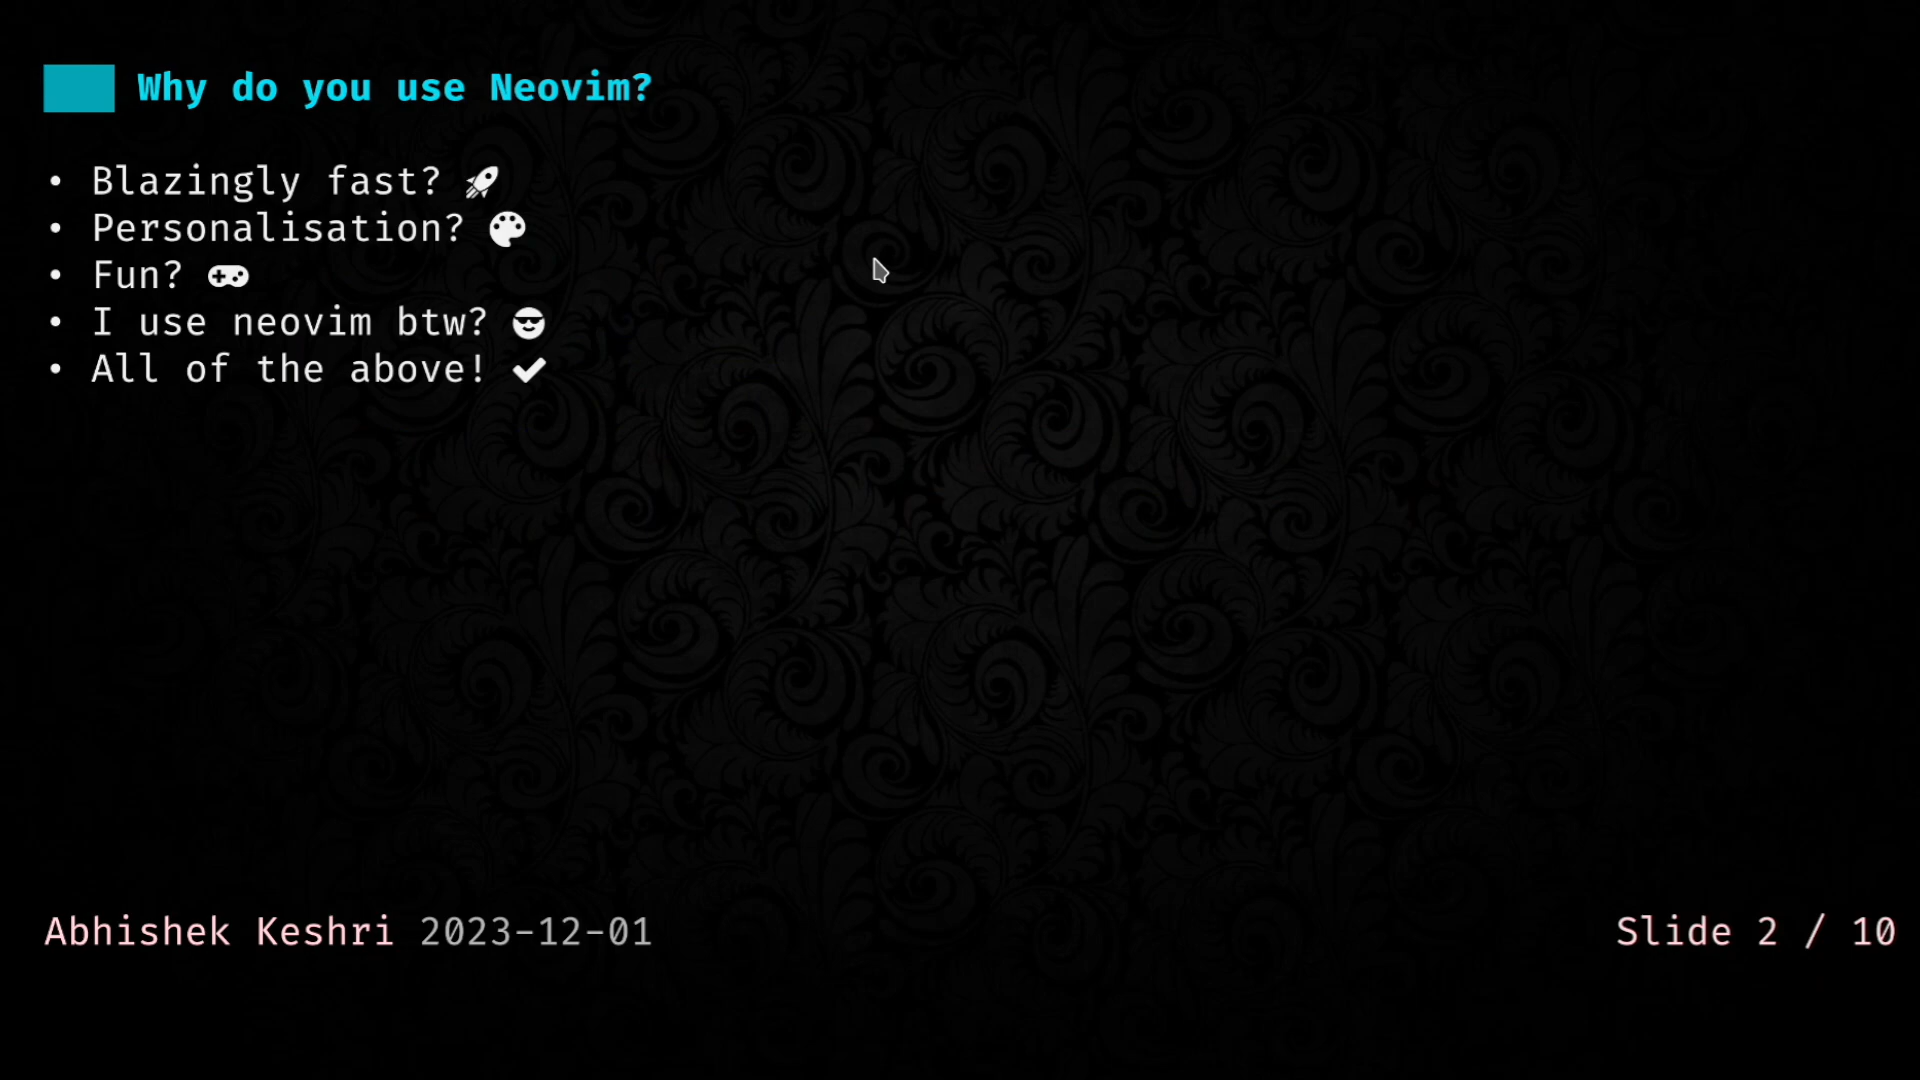 Why do you use Neovim?
• Blazingly fast? 🚀
• Personalisation? 🎨
• Fun? 🎮
• I use neovim btw? 😎
• All of the above! ✔
Abhishek Keshri 2023-12-01
Slide 2 / 10